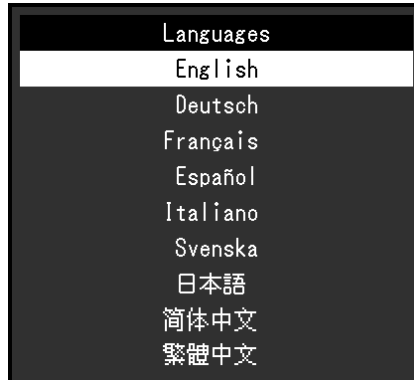 Languages
English
Deutsch
Français
Español
Italiano
Svenska
日本語
简体中文
繁體中文